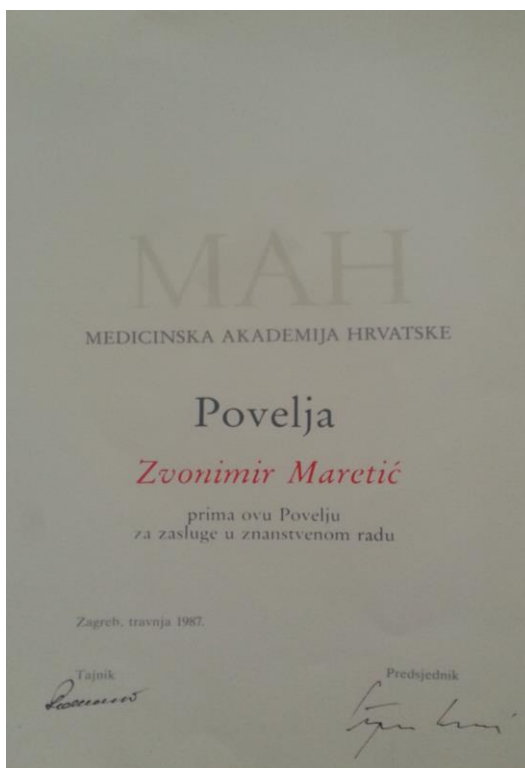 MAH
MEDICINSKA AKADEMIJA HRVATSKE
Povelja
Zvonimir Maretić
prima ovu Povelju
za zasluge u znanstvenom radu
Zagreb, travnja 1987.
Tajnik
Predsjednik